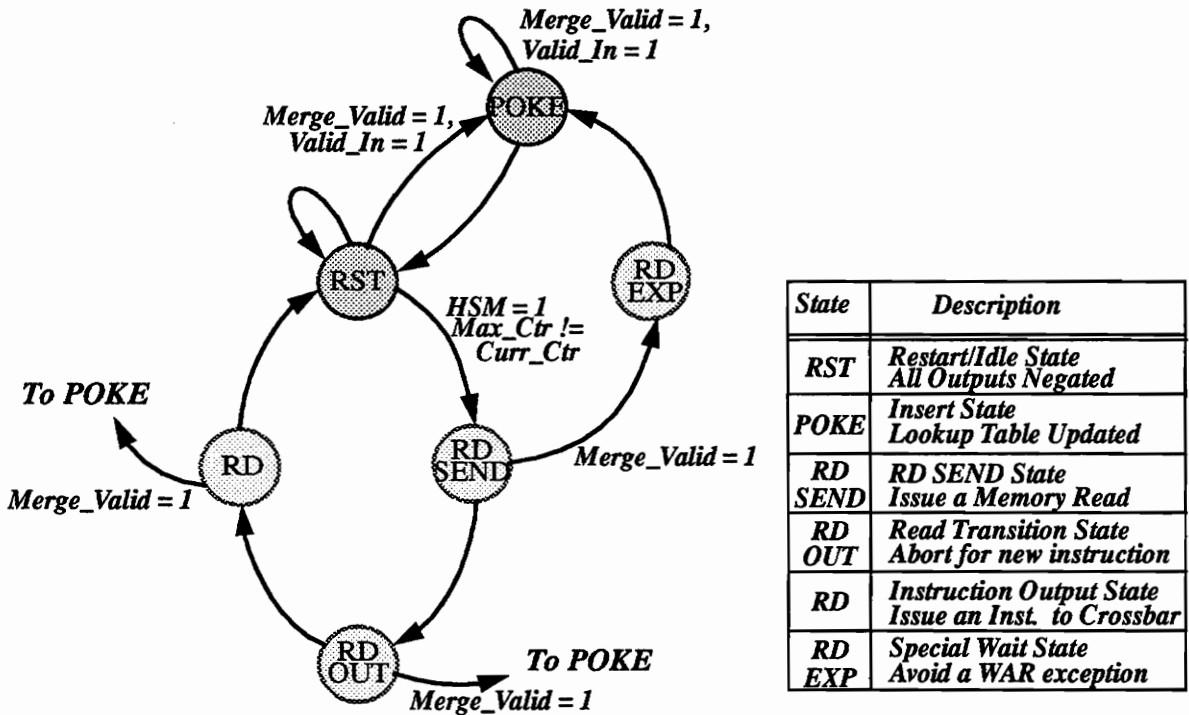 Merge_Valid = 1,
Valid_In = 1
POKE
Merge_Valid = 1,
Valid_In = 1
RST
RD
EXP
HSM = 1
Max_Ctr !=
Curr_Ctr
To POKE
RD
Merge_Valid = 1
RD
SEND
Merge_Valid = 1
RD
OUT
To POKE
Merge_Valid = 1
State Description
RST Restart/Idle State
All Outputs Negated
POKE Insert State
Lookup Table Updated
RD RD SEND State
SEND Issue a Memory Read
RD Read Transition State
OUT Abort for new instruction
RD Instruction Output State
Issue an Inst. to Crossbar
RD Special Wait State
EXP Avoid a WAR exception